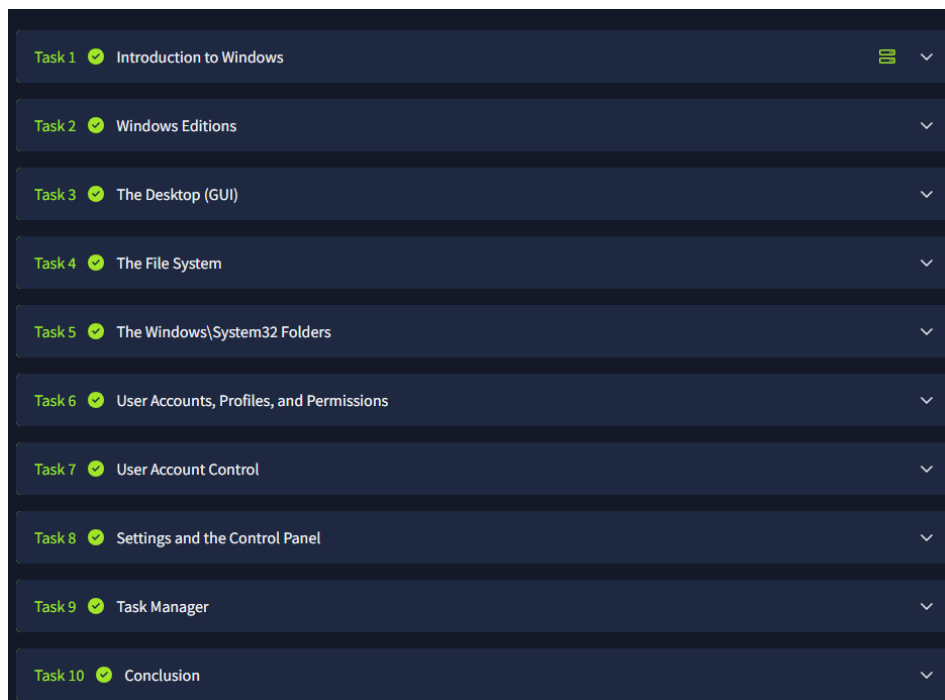 Task 1 Introduction to Windows
Task 2 Windows Editions
Task 3 The Desktop (GUI)
Task 4 The File System
Task 5 The Windows\System32 Folders
Task 6 User Accounts, Profiles, and Permissions
Task 7 User Account Control
Task 8 Settings and the Control Panel
Task 9 Task Manager
Task 10 Conclusion